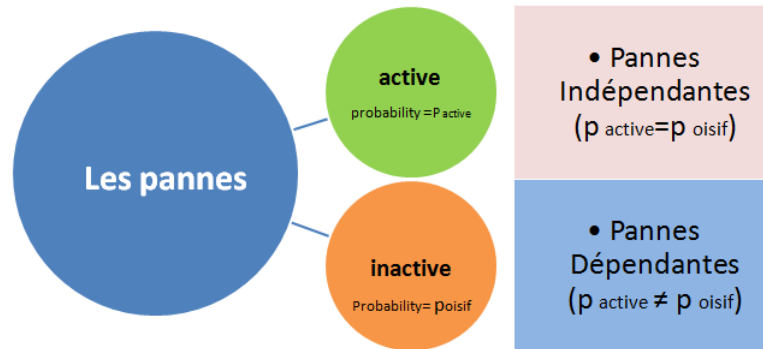 Les pannes
active
probability =P active
inactive
Probability= poisif
• Pannes
Indépendantes
(p active=p oisif)
• Pannes
Dépendantes
(p active ≠ p oisif)